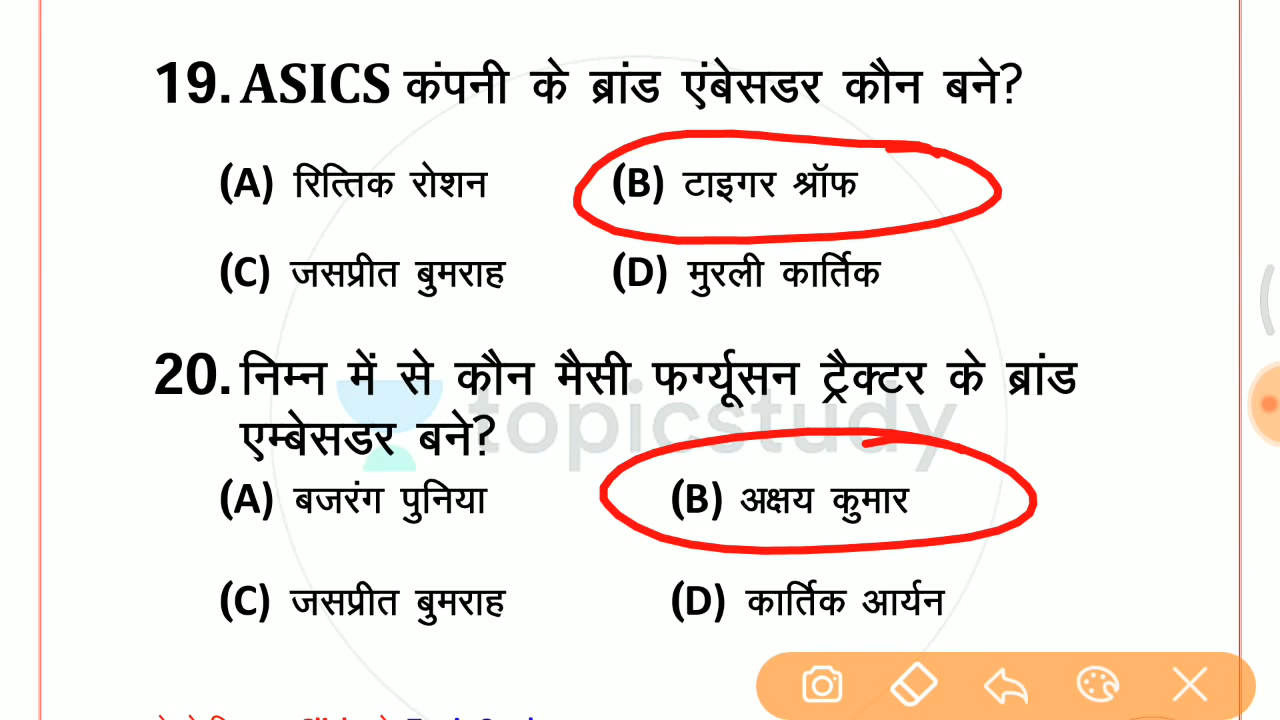 19. ASICS कंपनी के ब्रांड एंबेसडर कौन बने?
(A) रित्तिक रोशन (B) टाइगर श्रॉफ
(C) जसप्रीत बुमराह (D) मुरली कार्तिक
20. निम्न में से कौन मैसी फर्ग्यूसन ट्रैक्टर के ब्रांड
topicstudy
एम्बेसडर बने?
(A) बजरंग पुनिया (B) अक्षय कुमार
(C) जसप्रीत बुमराह (D) कार्तिक आर्यन